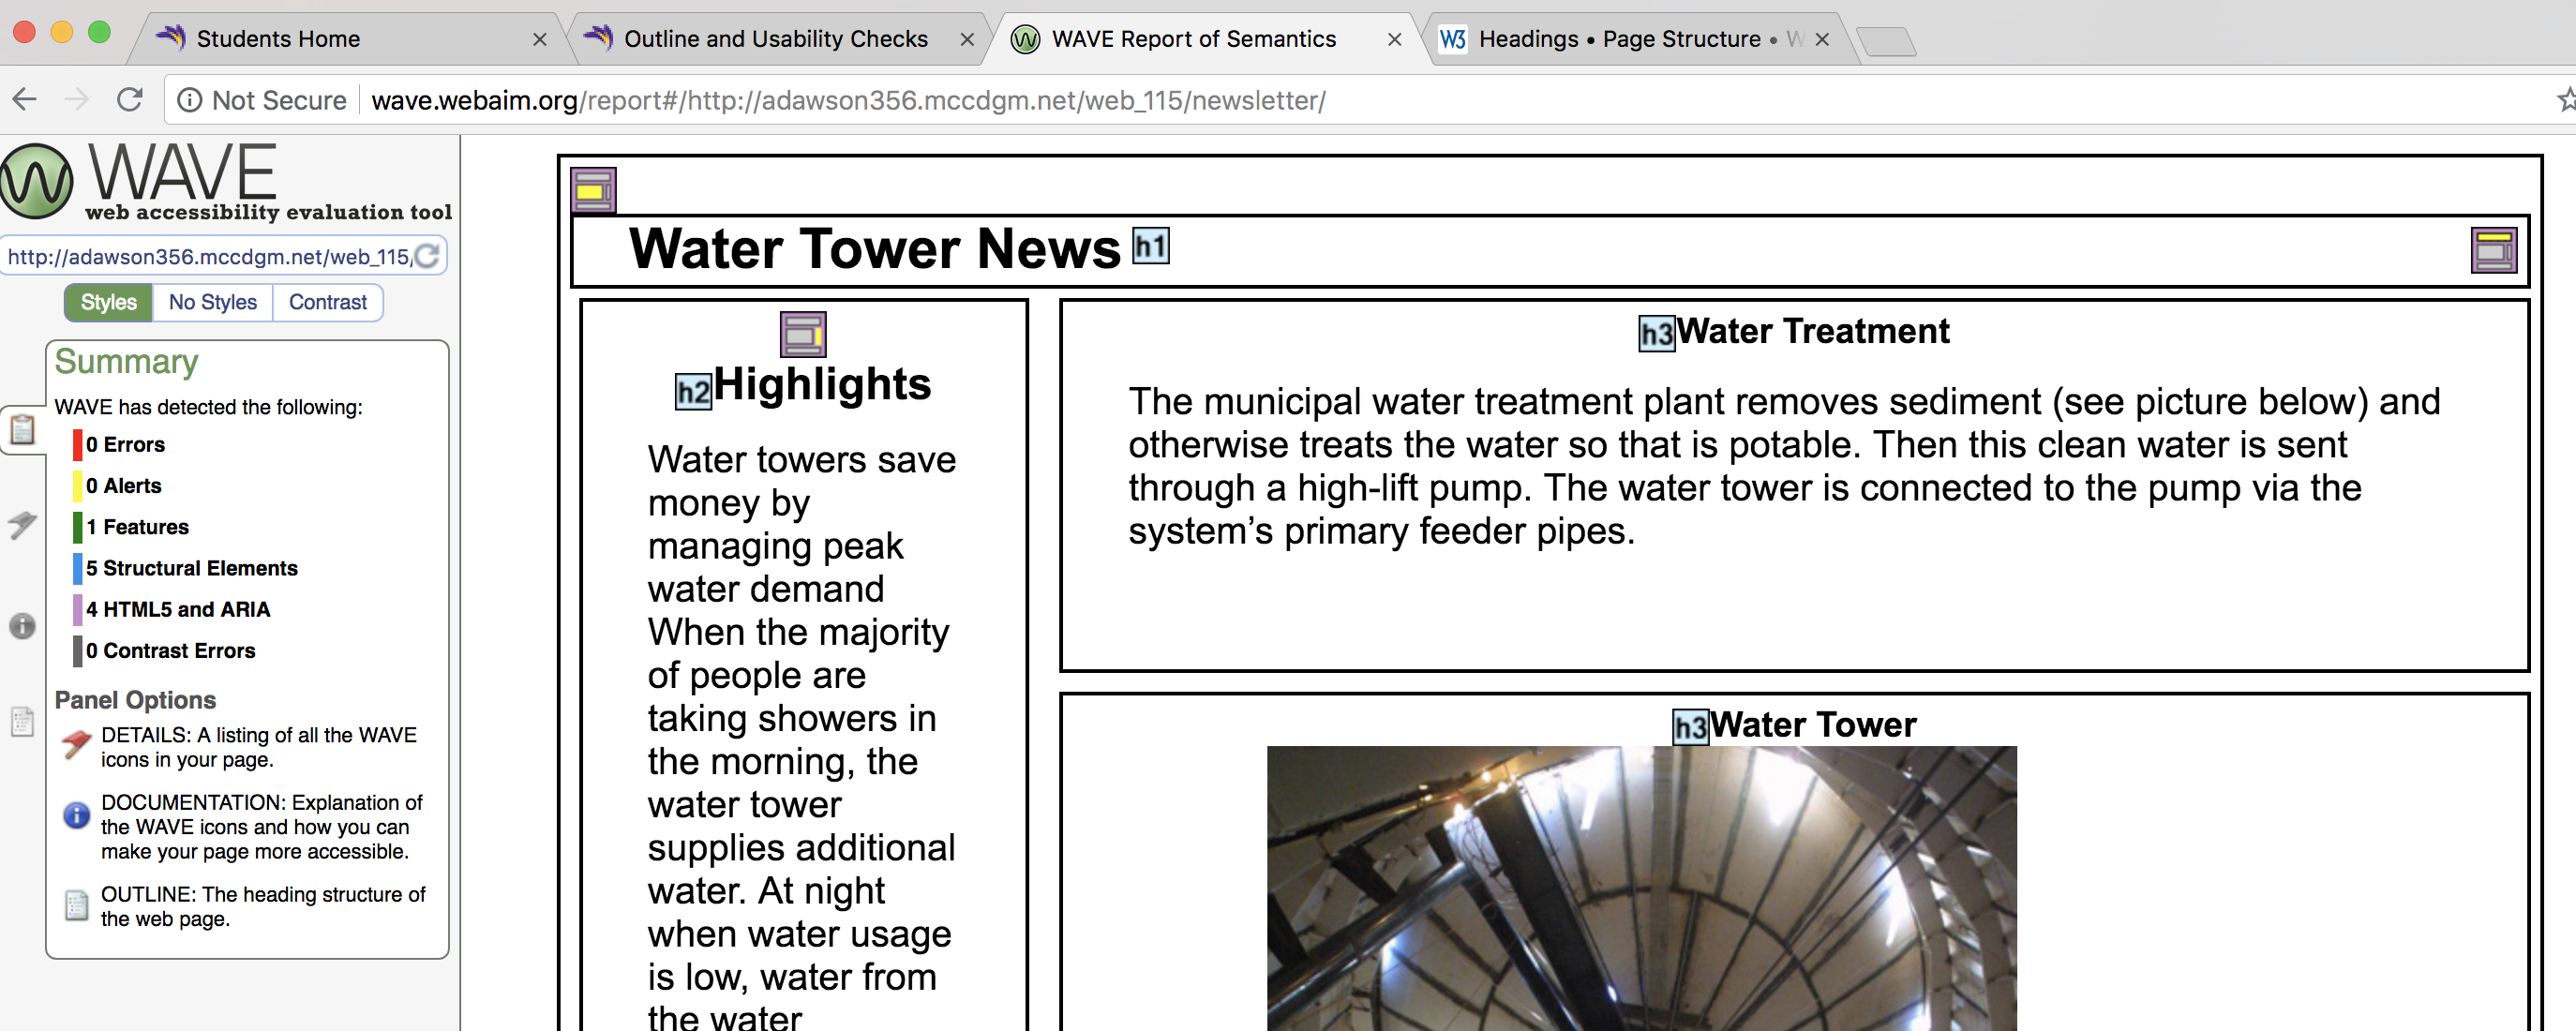 Students Home
Outline and Usability Checks
WAVE Report of Semantics
W3 Headings • Page Structure •
Not Secure wave.webaim.org/report#/http://adawson356.mccdgm.net/web_115/newsletter/
WAVE
web accessibility evaluation tool
http://adawson356.mccdgm.net/web_115/
Styles No Styles Contrast
Summary
WAVE has detected the following:
0 Errors
0 Alerts
1 Features
5 Structural Elements
4 HTML5 and ARIA
0 Contrast Errors
Panel Options
DETAILS: A listing of all the WAVE
icons in your page.
DOCUMENTATION: Explanation of
the WAVE icons and how you can
make your page more accessible.
OUTLINE: The heading structure of
the web page.
Water Tower News h1
h2 Highlights
Water towers save
money by
managing peak
water demand
When the majority
of people are
taking showers in
the morning, the
water tower
supplies additional
water. At night
when water usage
is low, water from
the water
h3 Water Treatment
The municipal water treatment plant removes sediment (see picture below) and
otherwise treats the water so that is potable. Then this clean water is sent
through a high-lift pump. The water tower is connected to the pump via the
system’s primary feeder pipes.
h3 Water Tower